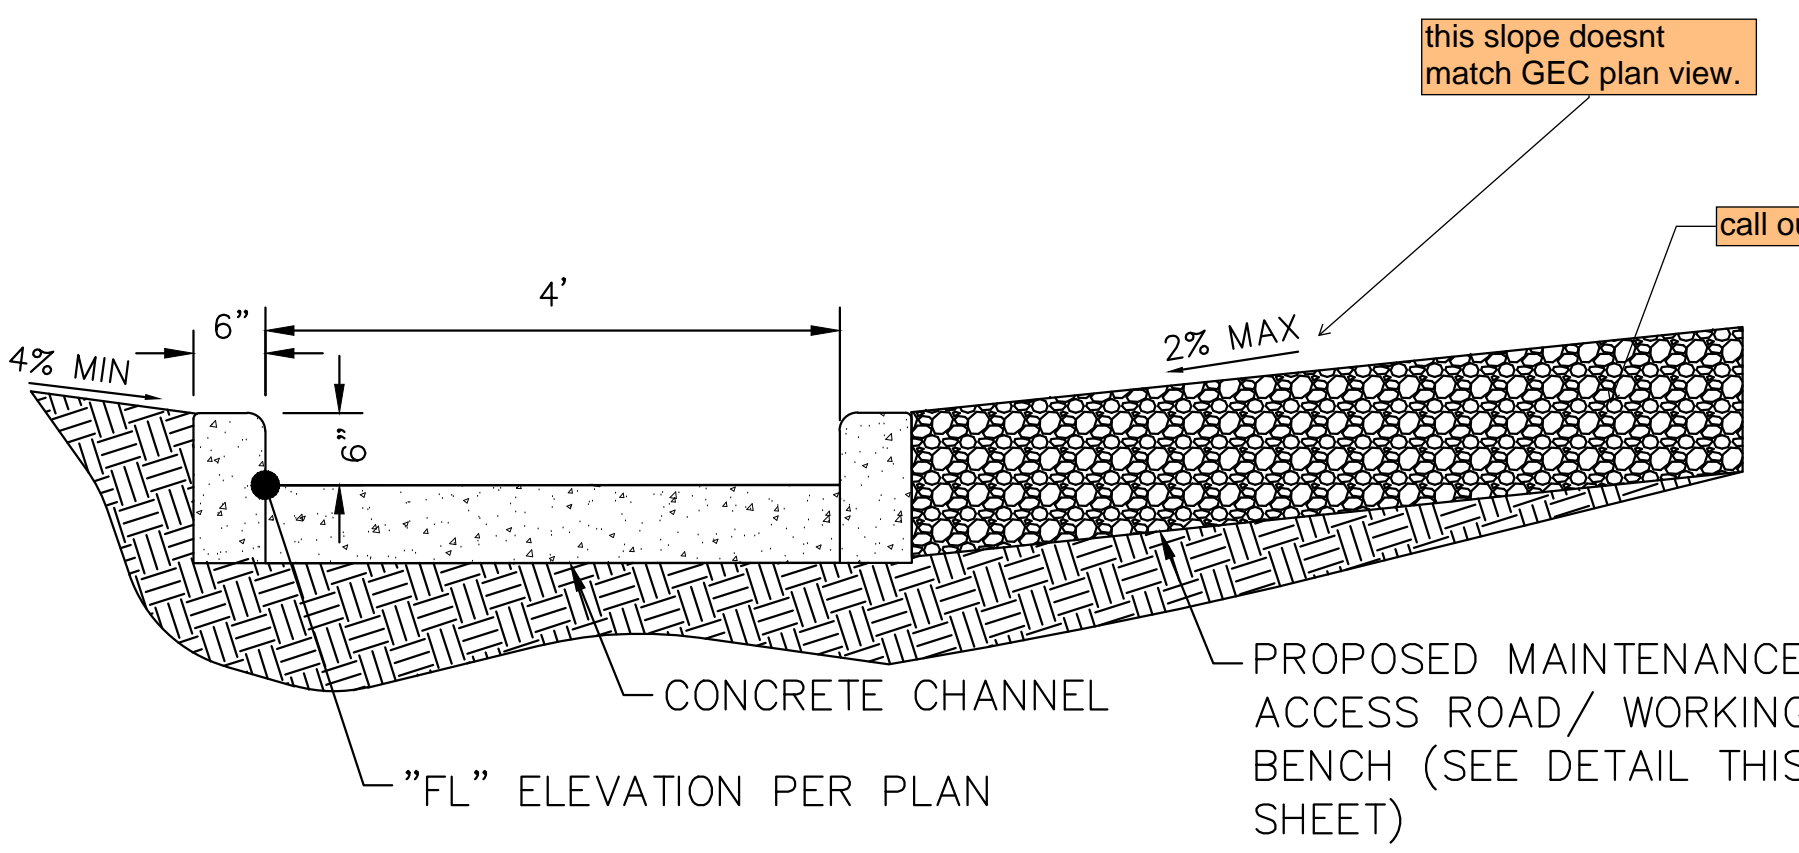 this slope doesnt
match GEC plan view.
call
4'
6"
4% MIN
2% MAX
6"
PROPOSED MAINTENANCE
ACCESS ROAD/ WORKING
BENCH (SEE DETAIL THIS
SHEET)
CONCRETE CHANNEL
"FL" ELEVATION PER PLAN